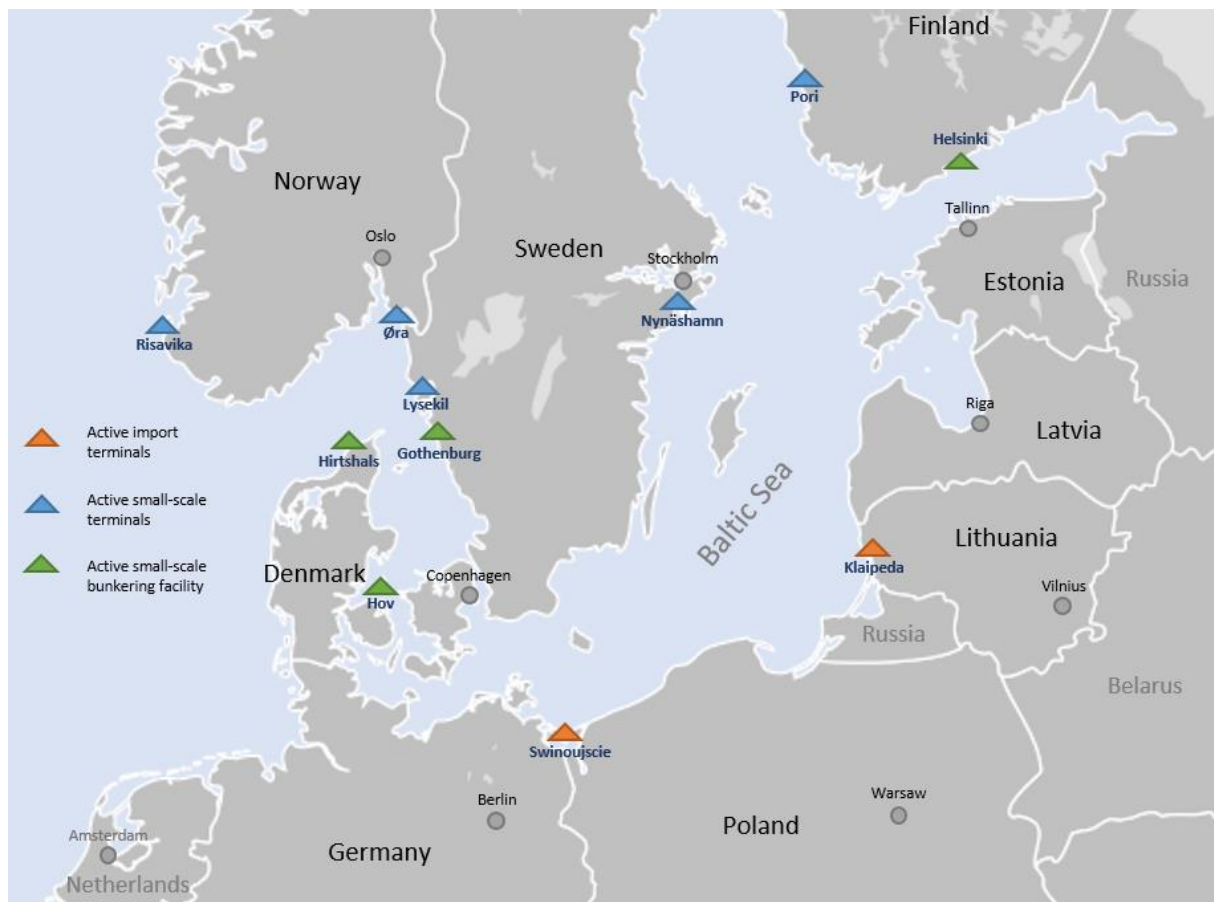 Finland
Pori
Helsinki
Norway
Tallinn
Oslo
Sweden
Stockholm
Estonia
Russia
Nynäshamn
Øra
Risavika
Lysekil
Riga
Latvia
Active import
terminals
Gothenburg
Hirtshals
Active small-scale
terminals
Baltic Sea
Lithuania
Klaipeda
Active small-scale
bunkering facility
Denmark
Copenhagen
Hov
Vilnius
Russia
Belarus
Swinoujscie
Berlin
Warsaw
Poland
Amsterdam
Germany
Netherlands